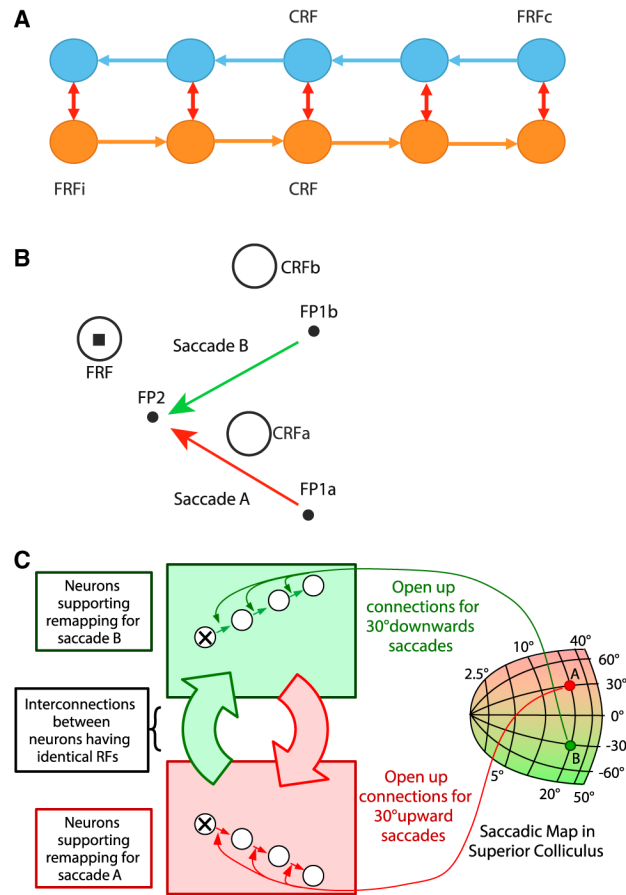 A
CRF
FRFc
FRFi
CRF
B
CRFb
FP1b
Saccade B
FRF
FP2
CRFa
Saccade A
FP1a
C
Neurons
supporting
remapping for
saccade B
Open up
connections for
30°downwards
saccades
Interconnections
between
neurons having
identical RFs
2.5°
10°
40°
60°
A
30°
0°
B
-30°
-60°
5°
20°
50°
Open up
connections for
30°upward
saccades
Saccadic Map in
Superior Colliculus
Neurons
supporting
remapping for
saccade A